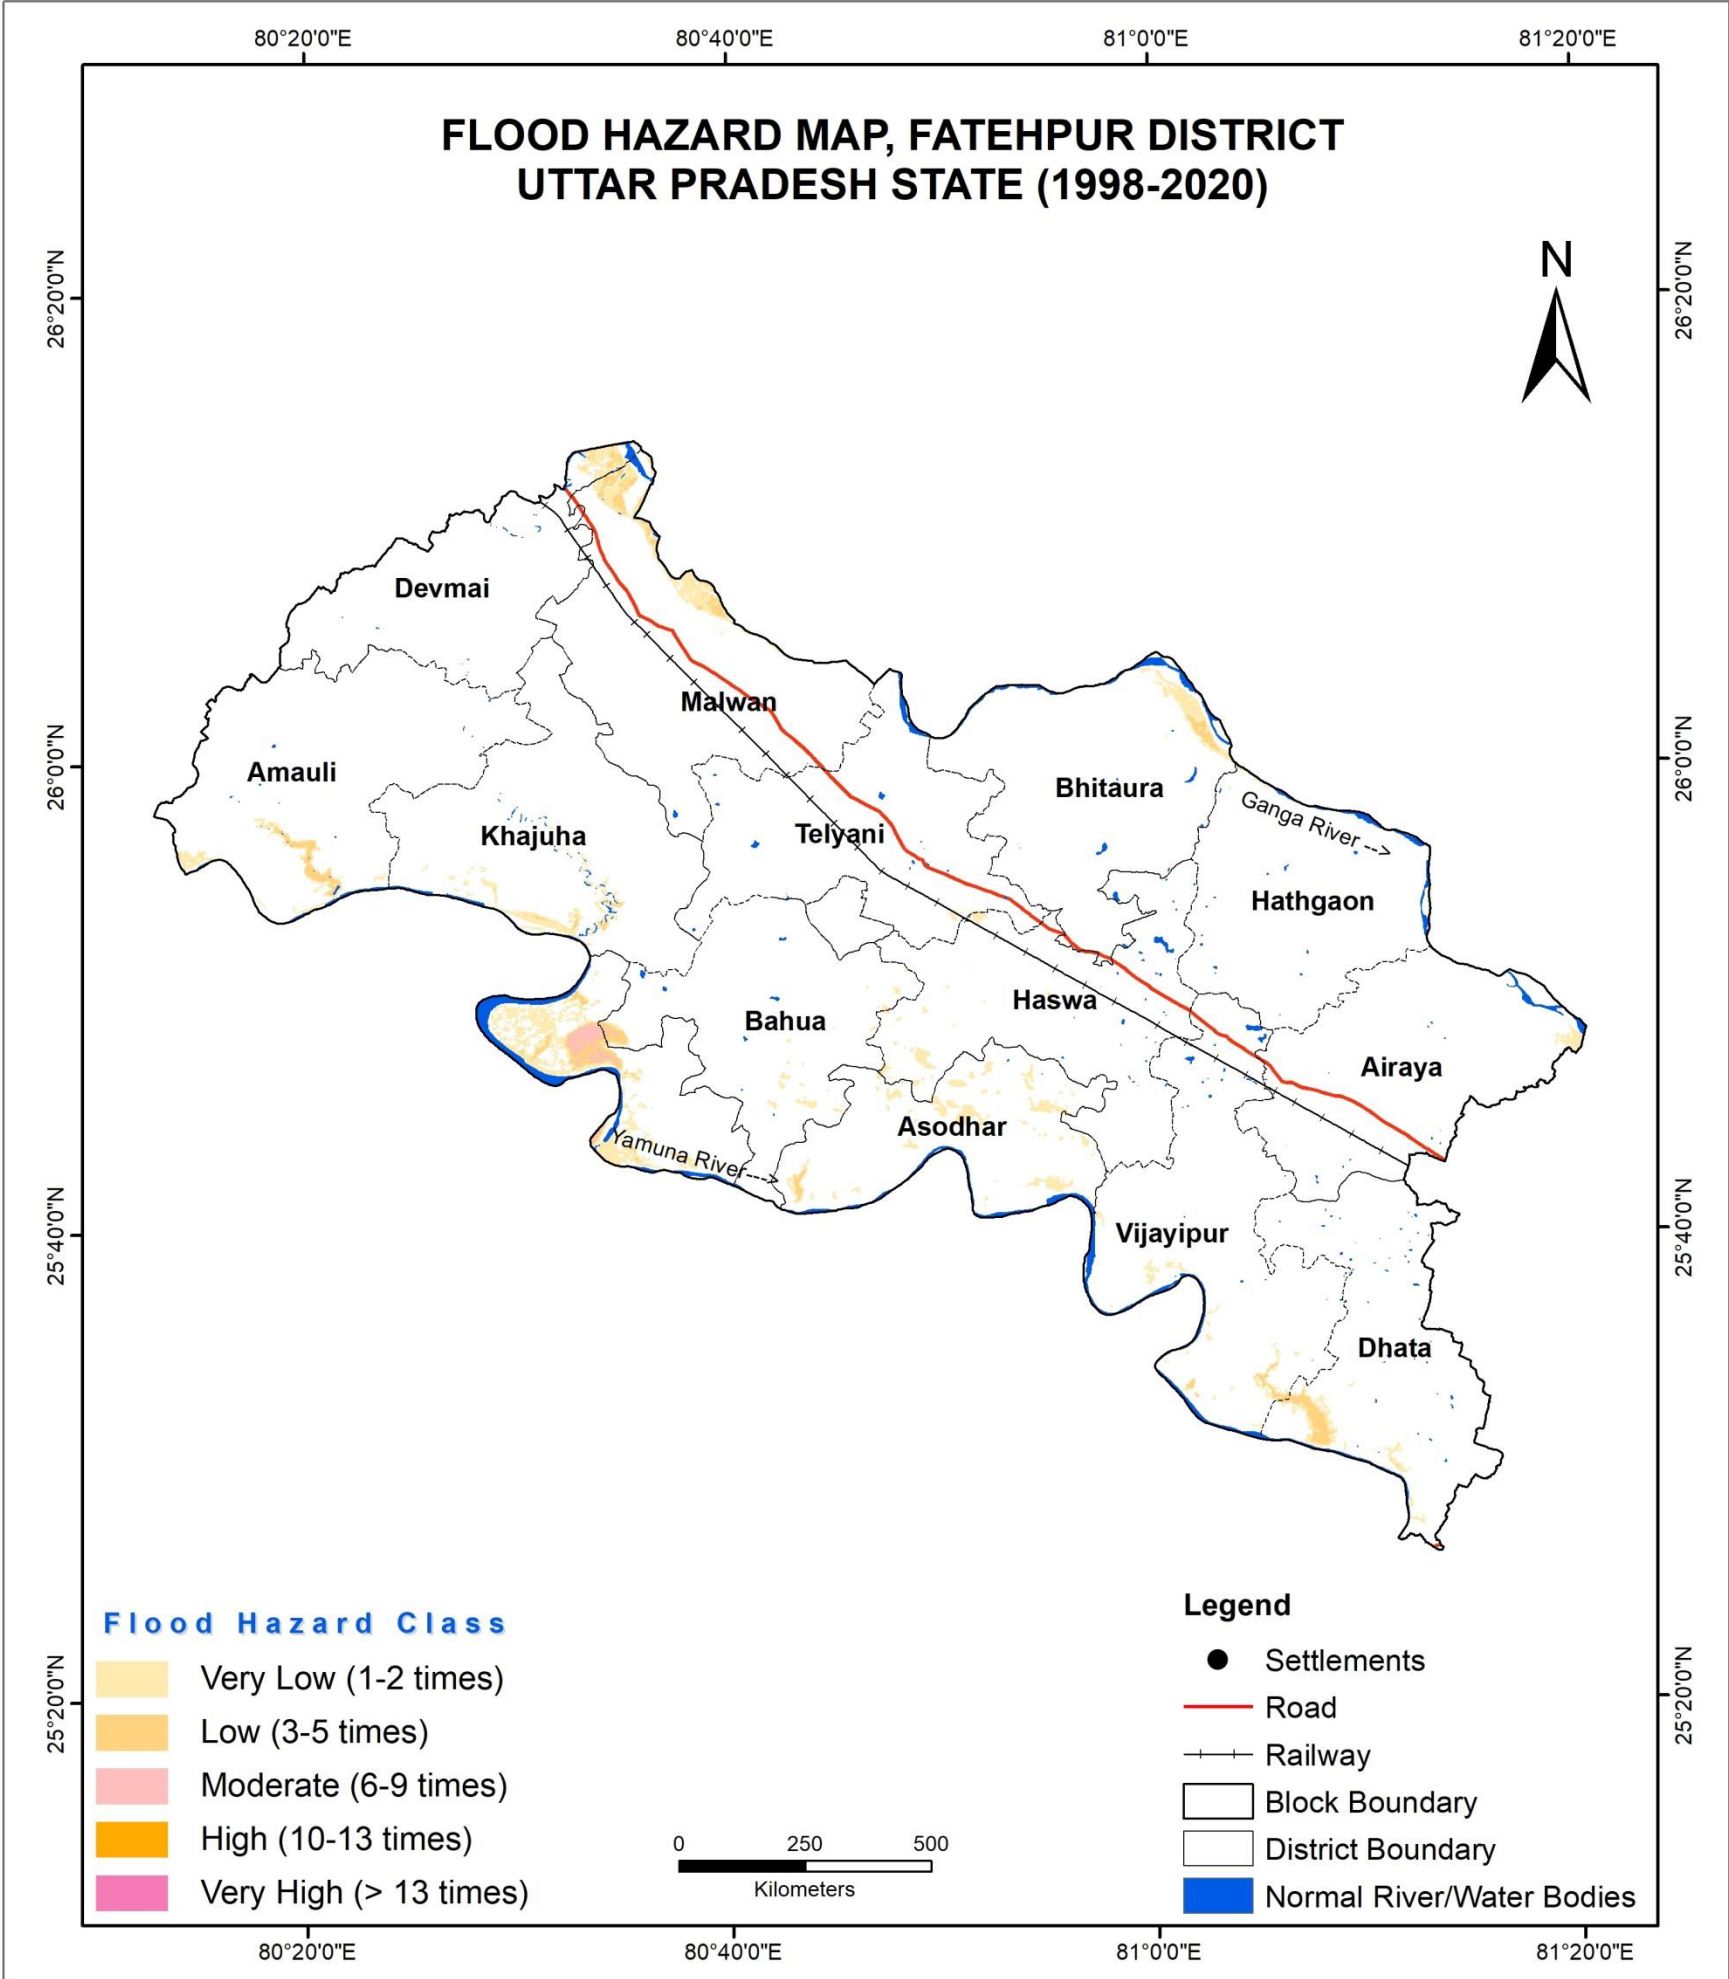 80°20'0"E
80°40'0"E
81°0'0"E
81°20'0"E
FLOOD HAZARD MAP, FATEHPUR DISTRICT
UTTAR PRADESH STATE (1998-2020)
N
26°20'0"N
26°20'0"N
Devmai
Malwan
26°0'0"N
26°0'0"N
Amauli
Bhitaura
Ganga River -->
Khajuha
Telyani
Hathgaon
Haswa
Bahua
Airaya
Asodhar
Yamuna River--->
25°40'0"N
25°40'0"N
Vijayipur
Dhata
Flood Hazard Class
Very Low (1-2 times)
Low (3-5 times)
Moderate (6-9 times)
High (10-13 times)
Very High (> 13 times)
25°20'0"N
0 250 500
Kilometers
Legend
Settlements
Road
Railway
Block Boundary
District Boundary
Normal River/Water Bodies
25°20'0"N
80°20'0"E
80°40'0"E
81°0'0"E
81°20'0"E